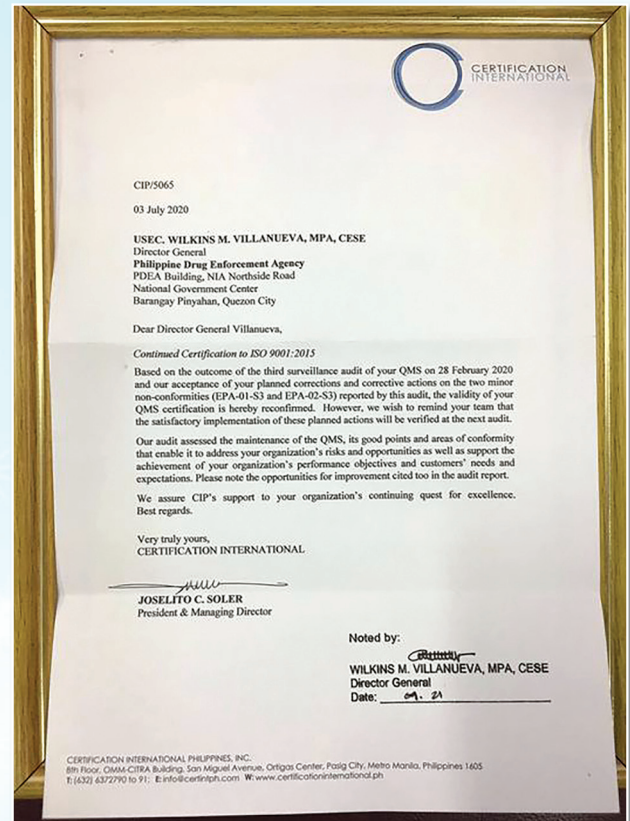 CERTIFICATION
INTERNATIONAL
CIP/5065
03 July 2020
USEC. WILKINS M. VILLANUEVA, MPA, CESE
Director General
Philippine Drug Enforcement Agency
PDEA Building, NIA Northside Road
National Government Center
Barangay Pinyahan, Quezon City
Dear Director General Villanueva,
Continued Certification to ISO 9001:2015
Based on the outcome of the third surveillance audit of your QMS on 28 February 2020
and our acceptance of your planned corrections and corrective actions on the two minor
non-conformities (EPA-01-S3 and EPA-02-S3) reported by this audit, the validity of your
QMS certification is hereby reconfirmed. However, we wish to remind your team that
the satisfactory implementation of these planned actions will be verified at the next audit.
Our audit assessed the maintenance of the QMS, its good points and areas of conformity
that enable it to address your organization's risks and opportunities as well as support the
achievement of your organization's performance objectives and customers' needs and
expectations. Please note the opportunities for improvement cited too in the audit report.
We assure CIP's support to your organization's continuing quest for excellence.
Best regards.
Very truly yours,
CERTIFICATION INTERNATIONAL
JOSELITO C. SOLER
President & Managing Director
Noted by:
WILKINS M. VILLANUEVA, MPA, CESE
Director General
Date:
CERTIFICATION INTERNATIONAL PHILIPPINES, INC.
8th Floor, OMM-CITRA Building, San Miguel Avenue, Ortigas Center, Pasig City, Metro Manila, Philippines 1605
T: (632) 6372790 to 91; E: info@certintph.com W: www.certificationinternational.ph